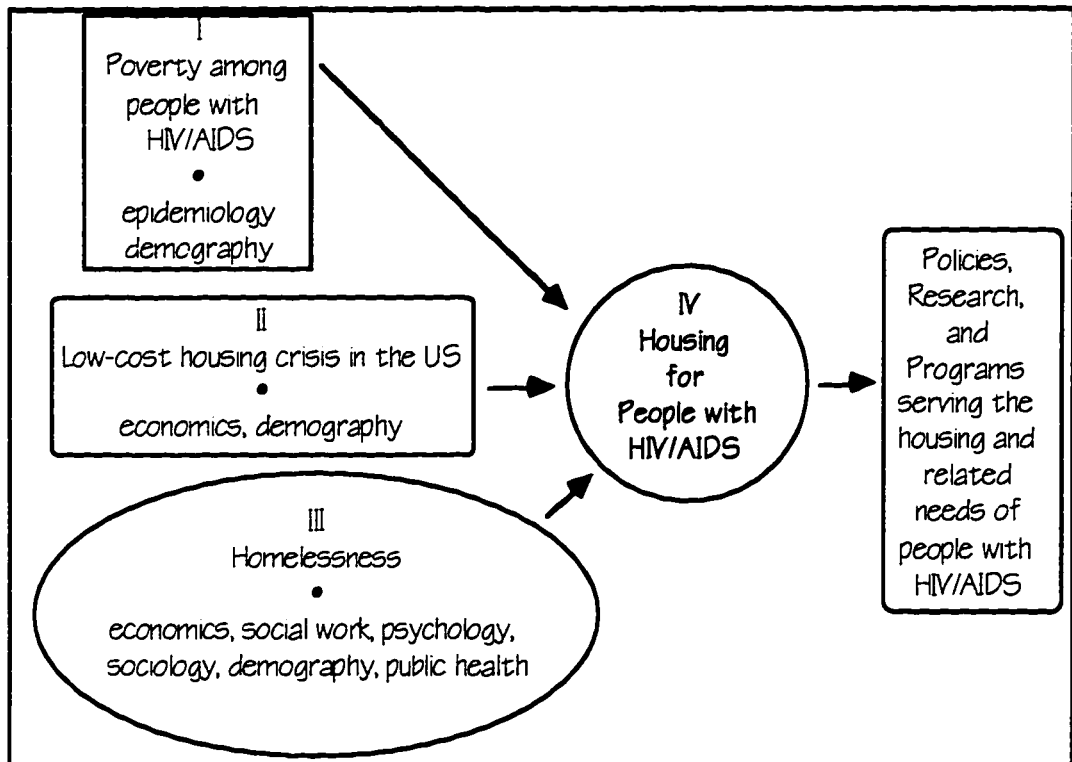 I
Poverty among
people with
HIV/AIDS
•
epidemiology
demography
II
Low-cost housing crisis in the US
•
economics, demography
III
Homelessness
•
economics, social work, psychology,
sociology, demography, public health
IV
Housing
for
People with
HIV/AIDS
Policies,
Research,
and
Programs
serving the
housing and
related
needs of
people with
HIV/AIDS